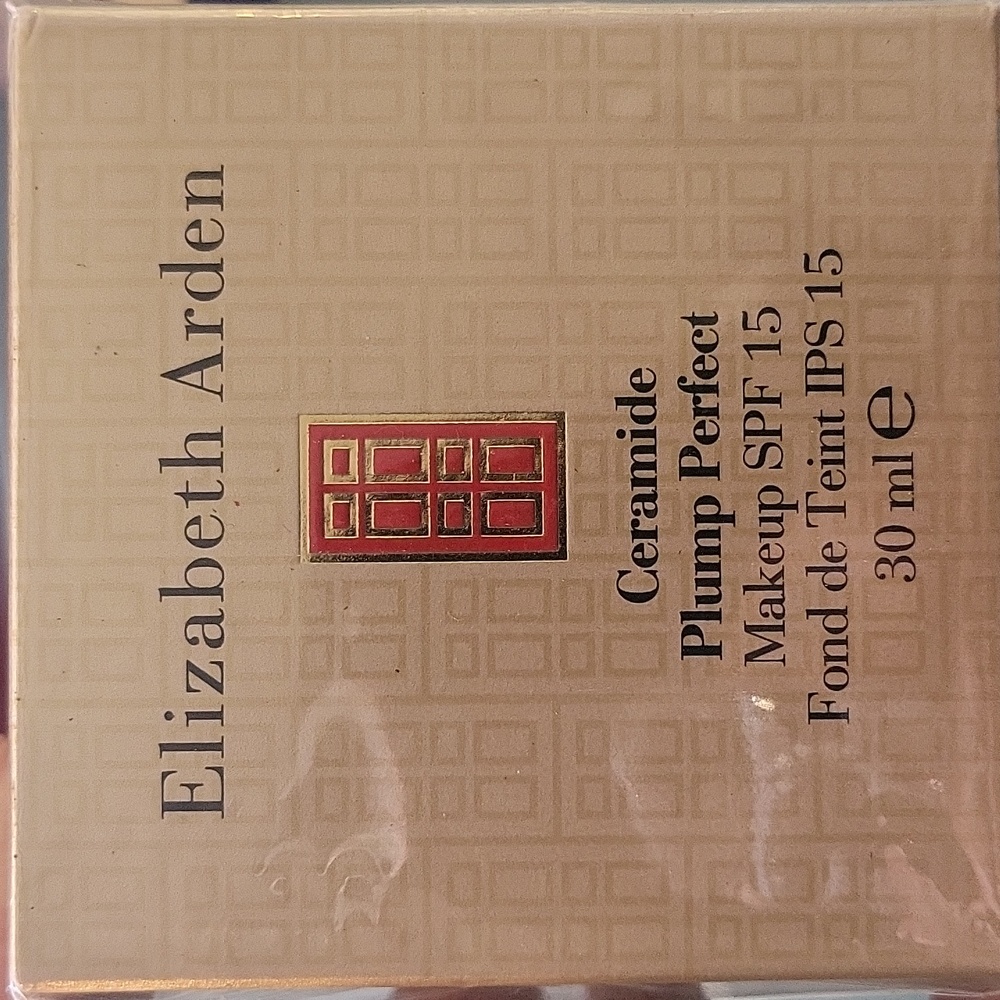 Elizabeth Arden
Ceramide
Plump Perfect
Makeup SPF 15
Fond de Teint IPS 15
30 ml ℮